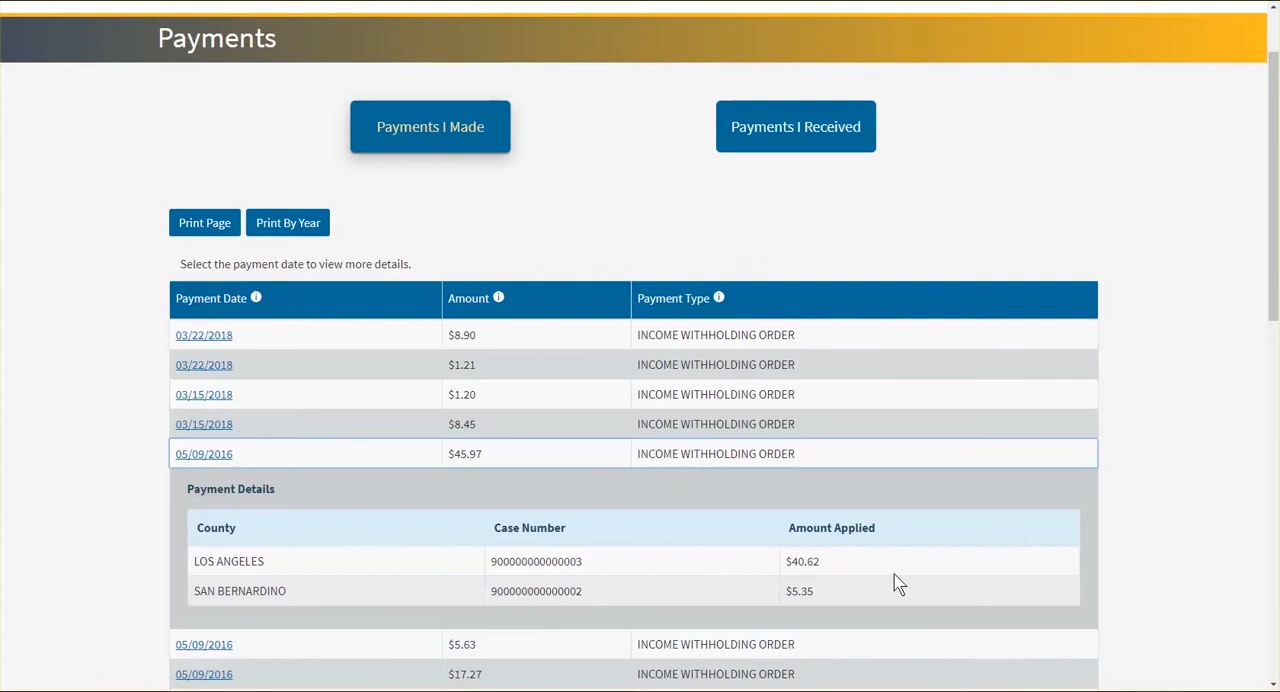 Payments
Payments I Made
Payments I Received
Print Page
Print By Year
Select the payment date to view more details.
Payment Date Amount Payment Type
03/22/2018 $8.90 INCOME WITHHOLDING ORDER
03/22/2018 $1.21 INCOME WITHHOLDING ORDER
03/15/2018 $1.20 INCOME WITHHOLDING ORDER
03/15/2018 $8.45 INCOME WITHHOLDING ORDER
05/09/2016 $45.97 INCOME WITHHOLDING ORDER
Payment Details
County Case Number Amount Applied
LOS ANGELES 900000000000003 $40.62
SAN BERNARDINO 900000000000002 $5.35
05/09/2016 $5.63 INCOME WITHHOLDING ORDER
05/09/2016 $17.27 INCOME WITHHOLDING ORDER